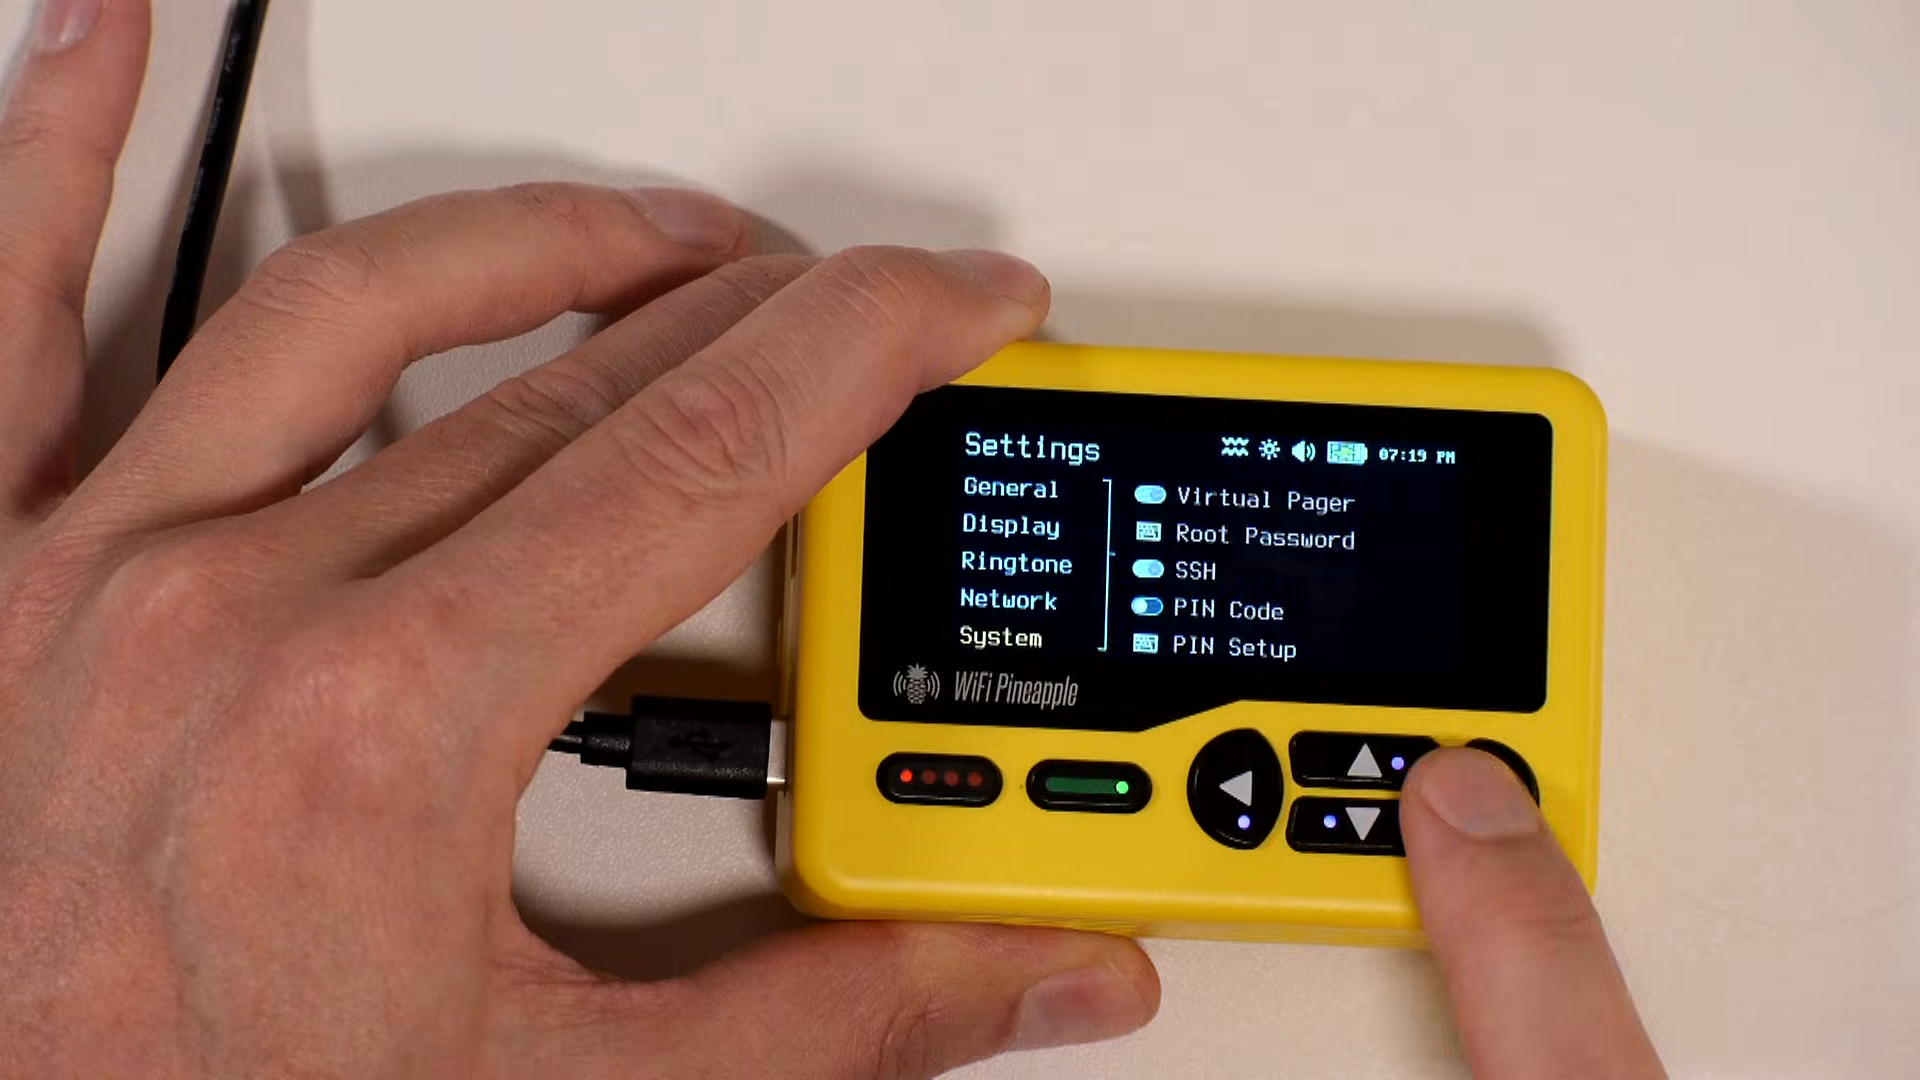 Settings
07:19 PM
General
Display
Ringtone
Network
System
Virtual Pager
Root Password
SSH
PIN Code
PIN Setup
WiFi Pineapple